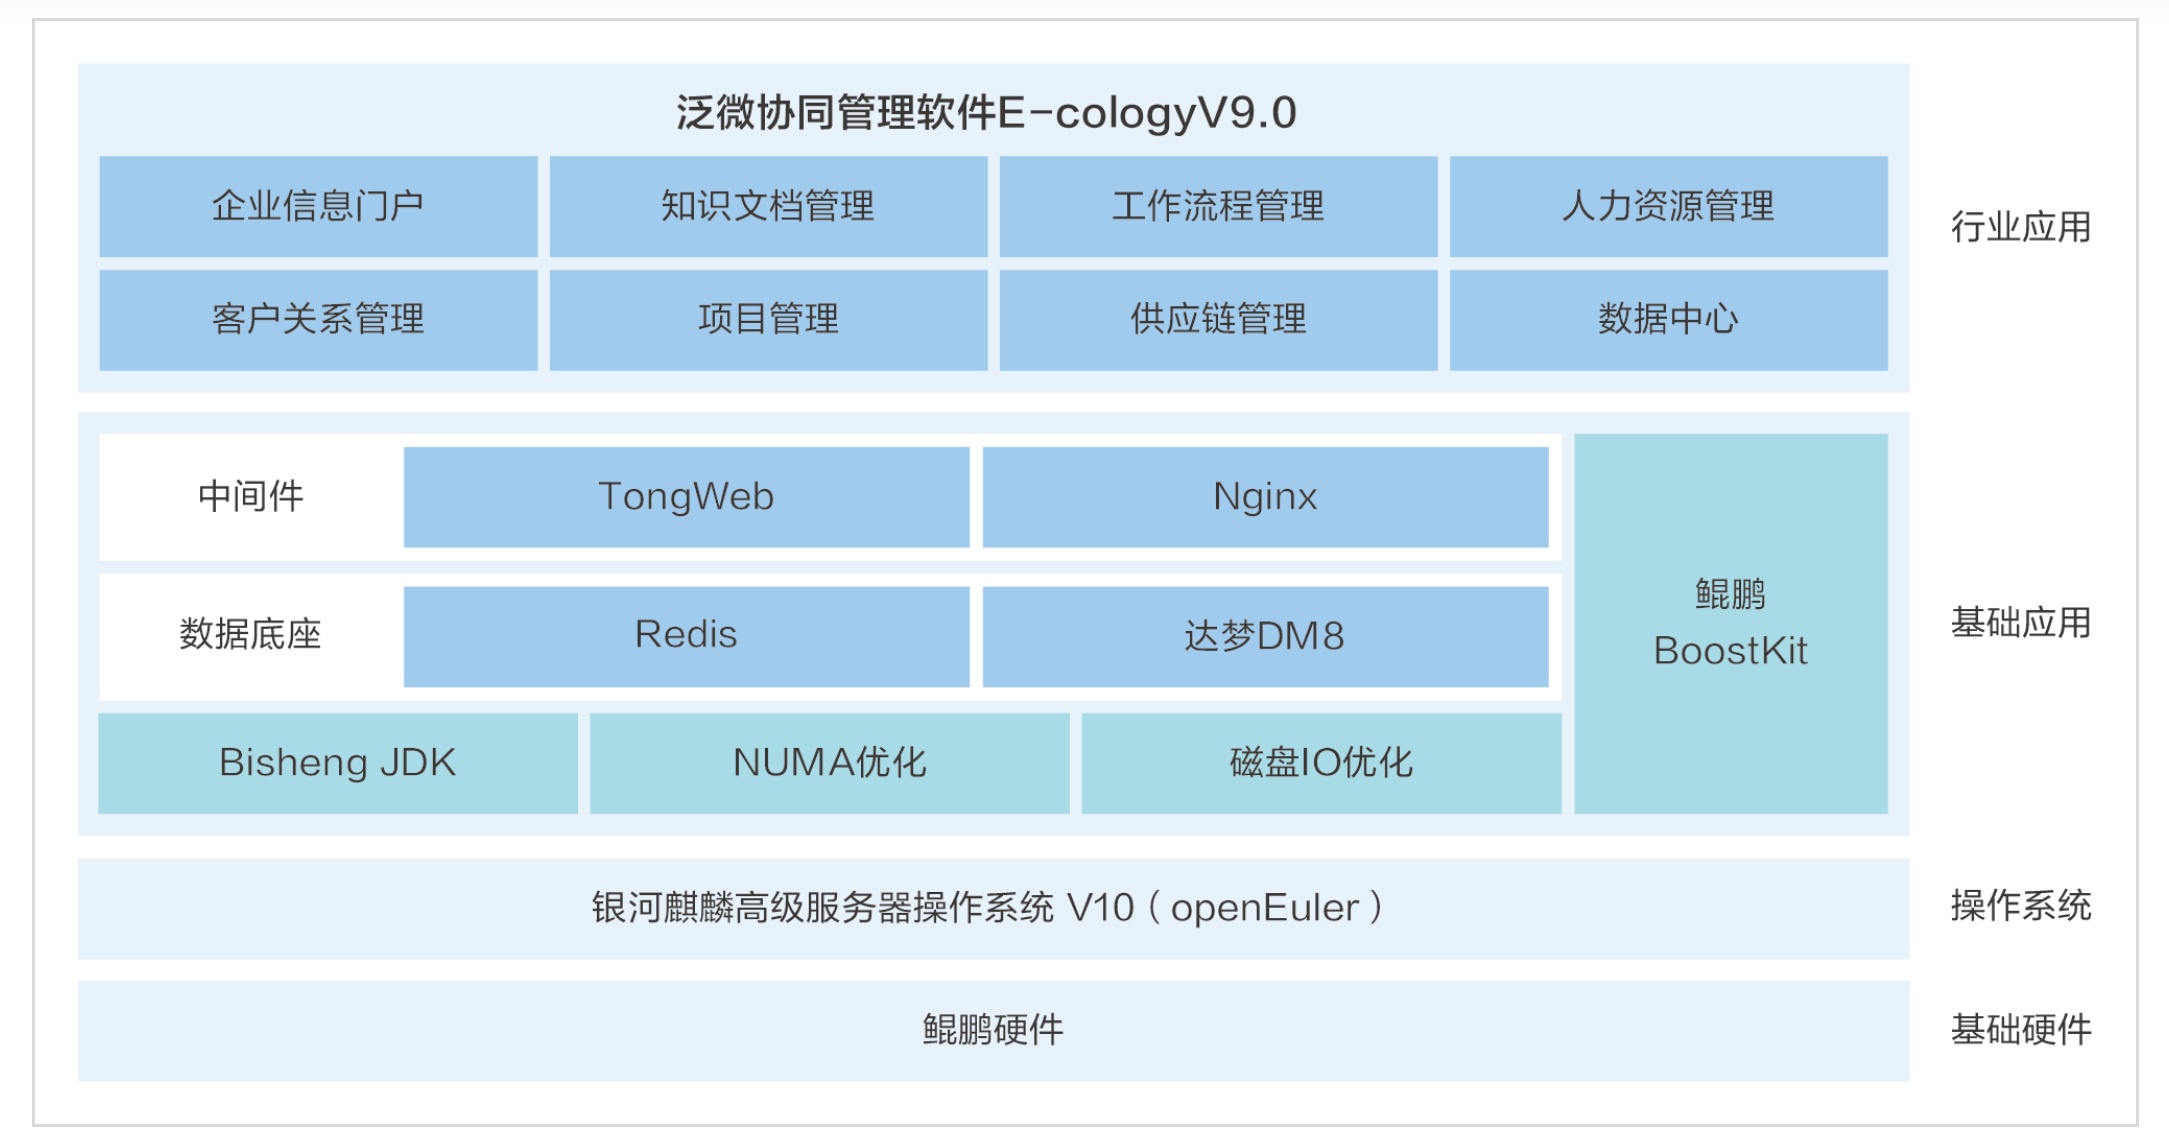 泛微协同管理软件E-cologyV9.0
企业信息门户
知识文档管理
工作流程管理
人力资源管理
行业应用
客户关系管理
项目管理
供应链管理
数据中心
中间件
TongWeb
Nginx
数据底座
Redis
达梦DM8
鲲鹏
BoostKit
基础应用
Bisheng JDK
NUMA优化
磁盘IO优化
银河麒麟高级服务器操作系统 V10（openEuler）
操作系统
鲲鹏硬件
基础硬件